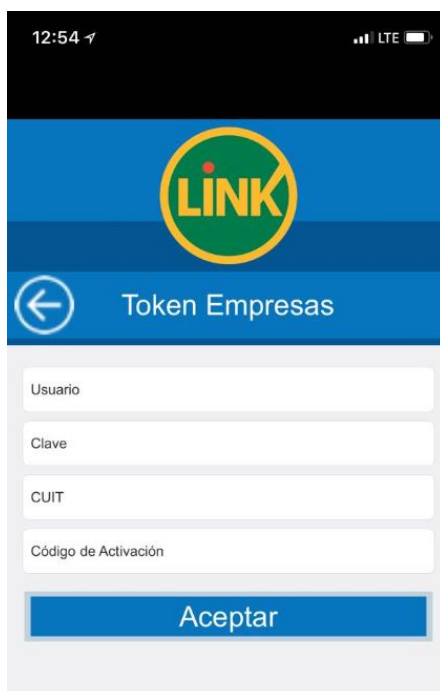 12:54
LTE
LINK
Token Empresas
Usuario
Clave
CUIT
Código de Activación
Aceptar